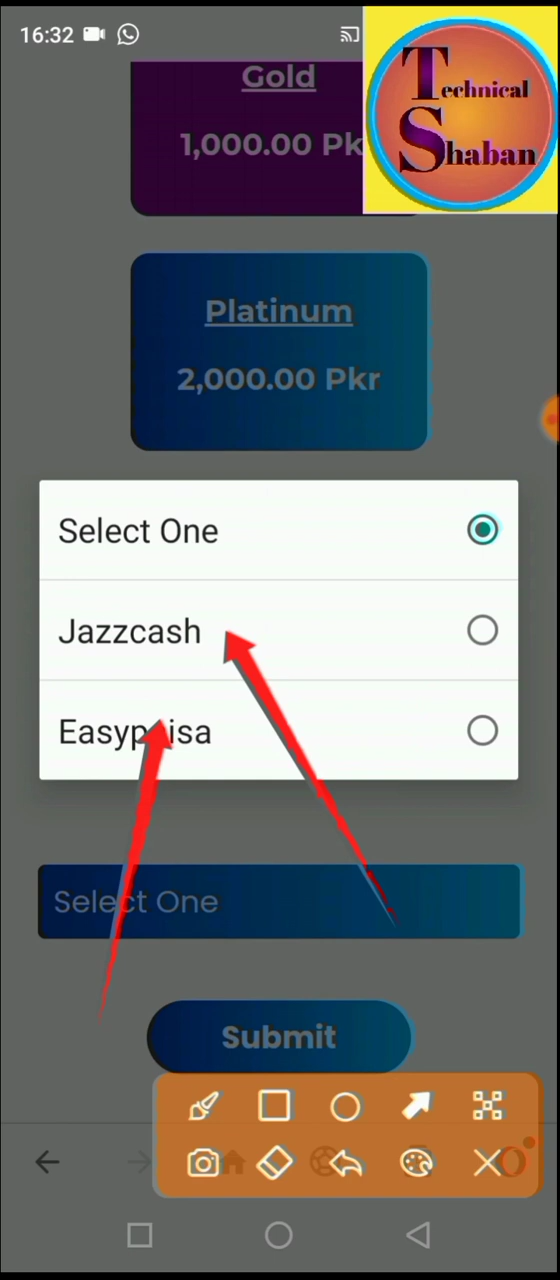 16:32
Technical
Shaban
Gold
1,000.00 Pk
Platinum
2,000.00 Pkr
Select One
Jazzcash
Select One
Submit